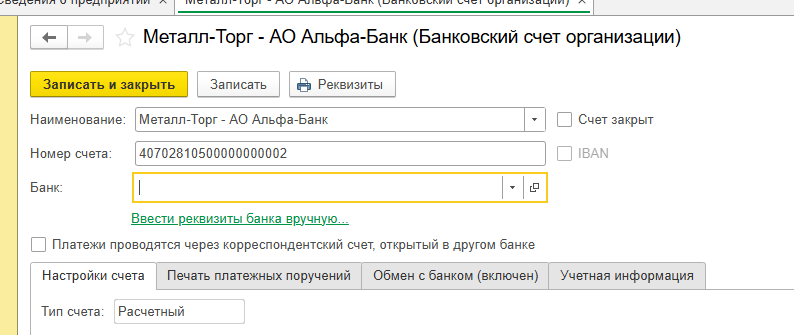 сведения о предприятии × Металл-Торг - АО Альфа-Банк (Банковский счет организации) ×
Металл-Торг - АО Альфа-Банк (Банковский счет организации)
Записать и закрыть Записать Реквизиты
Наименование: Металл-Торг - АО Альфа-Банк Счет закрыт
Номер счета: 40702810500000000002 IBAN
Банк:
Ввести реквизиты банка вручную...
Платежи проводятся через корреспондентский счет, открытый в другом банке
Настройки счета Печать платежных поручений Обмен с банком (включен) Учетная информация
Тип счета: Расчетный